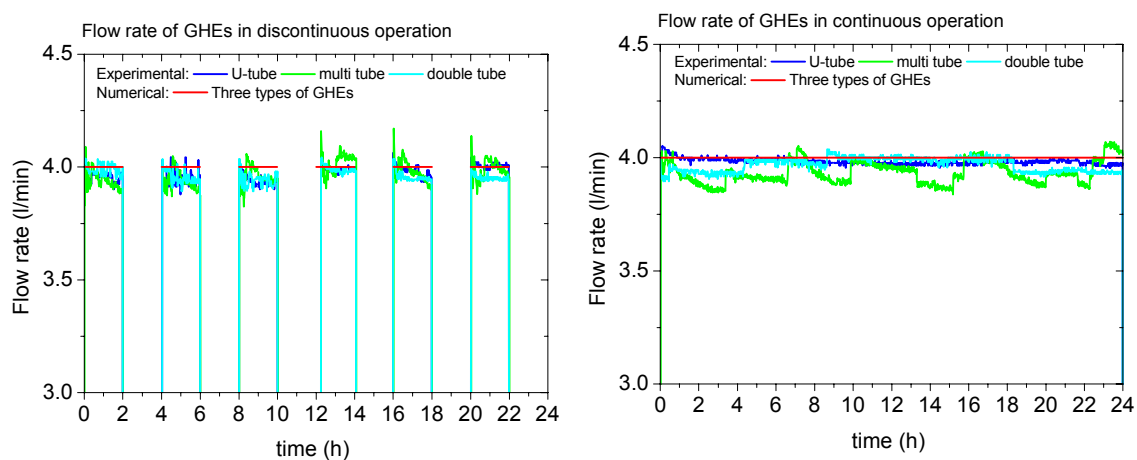 Flow rate of GHEs in discontinuous operation
4.5
Experimental: U-tube multi tube double tube
Numerical: Three types of GHEs
4.0
3.5
3.0
Flow rate (l/min)
0 2 4 6 8 10 12 14 16 18 20 22 24
time (h)
Flow rate of GHEs in continuous operation
4.5
Experimental: U-tube multi tube double tube
Numerical: Three types of GHEs
4.0
3.5
3.0
Flow rate (l/min)
0 2 4 6 8 10 12 14 16 18 20 22 24
time (h)